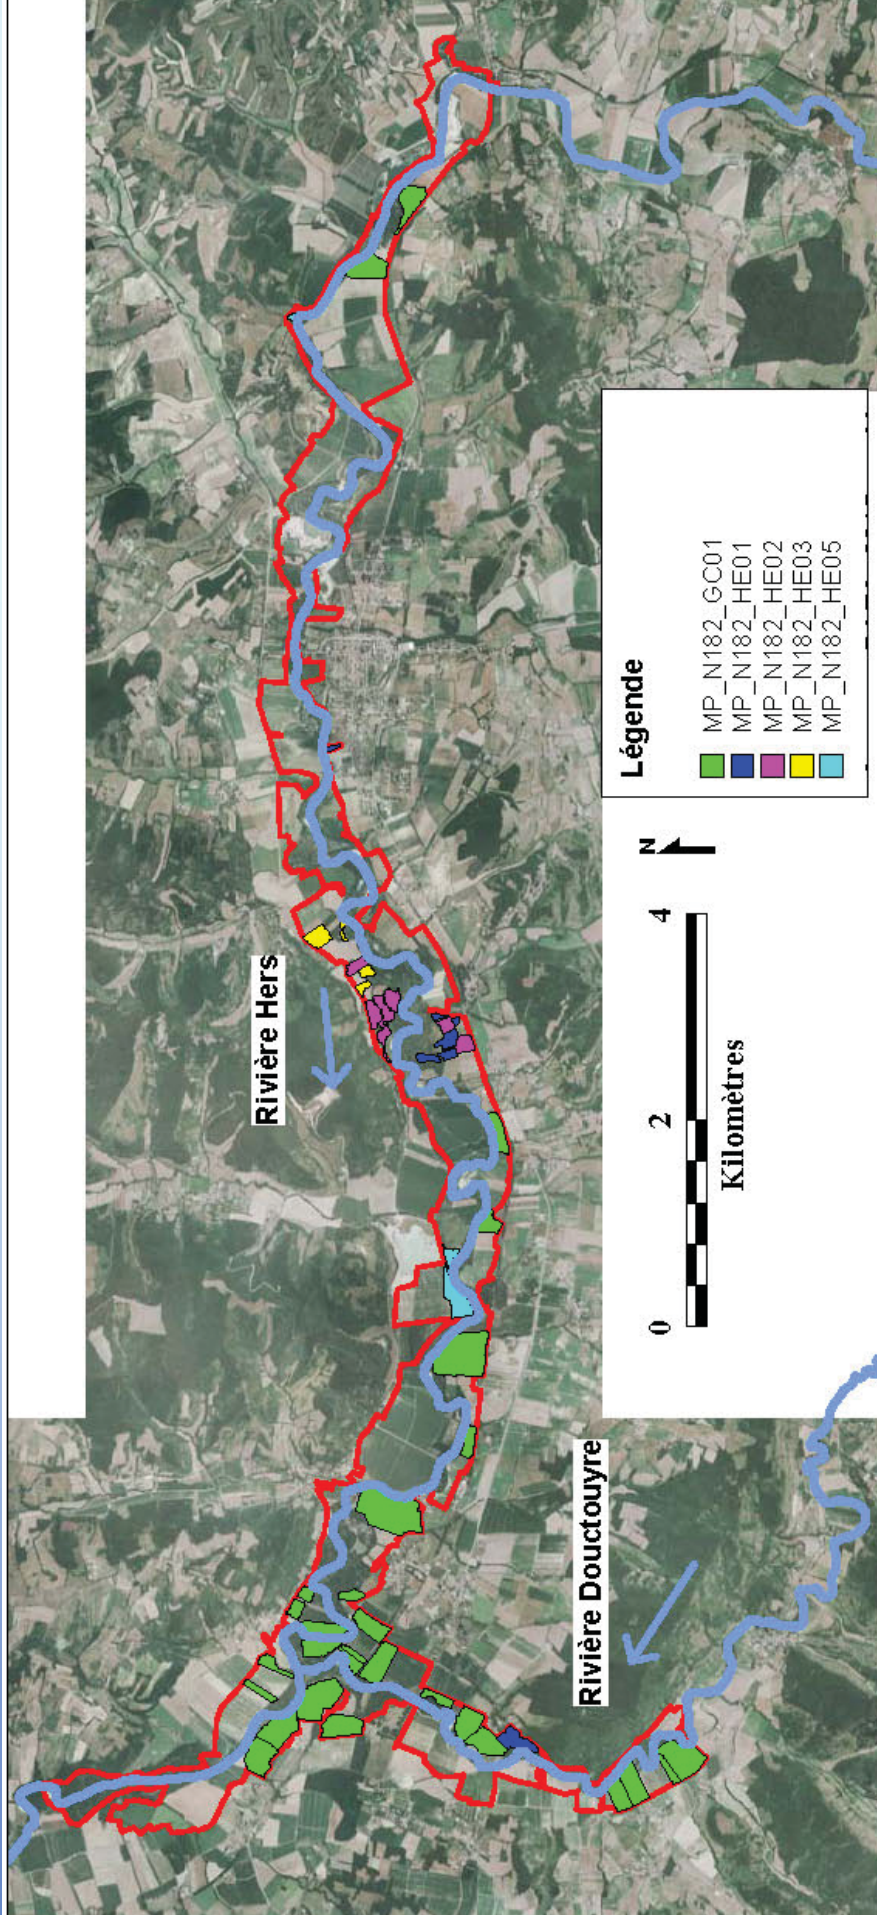 Rivière Hers
Rivière Douctouyre
N
0 2 4
Kilomètres
Légende
MP_N182_GC01
MP_N182_HE01
MP_N182_HE02
MP_N182_HE03
MP_N182_HE05